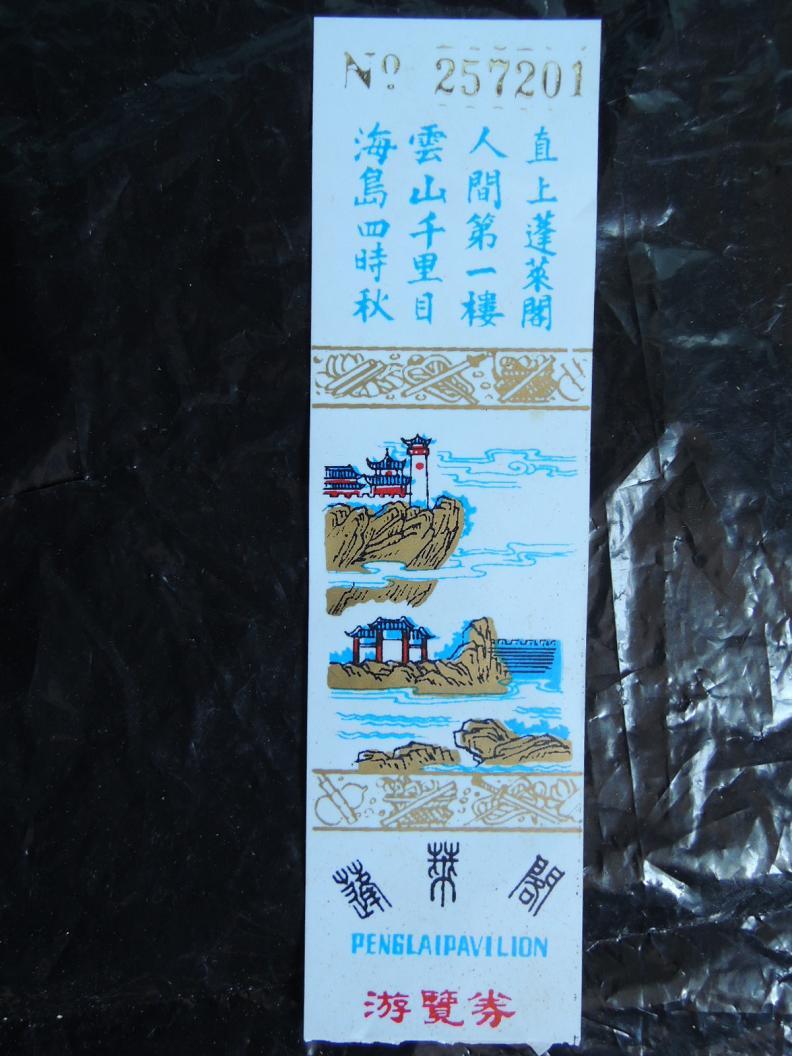 No 257201
直上蓬萊閣
人間第一樓
雲山千里目
海島四時秋
蓬萊閣
PENGLAIPAVILION
游覽券